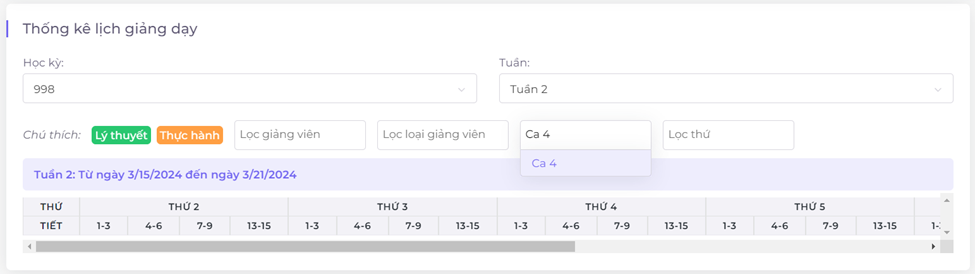 Thống kê lịch giảng dạy
Học kỳ: Tuần:
998 Tuần 2
Chú thích: Lý thuyết Thực hành Lọc giảng viên Lọc loại giảng viên Ca 4 Lọc thứ
Ca 4
Tuần 2: Từ ngày 3/15/2024 đến ngày 3/21/2024
THỨ THỨ 2 THỨ 3 THỨ 4 THỨ 5
TIẾT 1-3 4-6 7-9 13-15 1-3 4-6 7-9 13-15 1-3 4-6 7-9 13-15 1-3 4-6 7-9 13-15